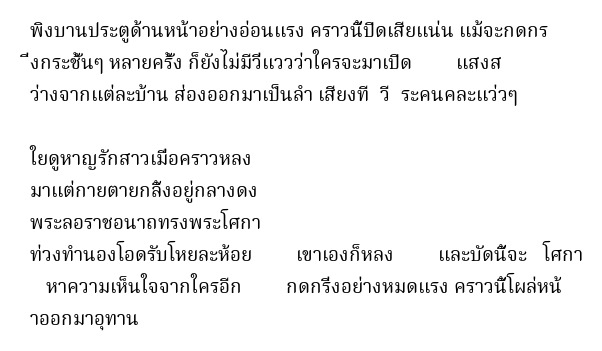 พิงบานประตูด้านหน้าอย่างอ่อนแรง คราวนี้ปิดเสียแน่น แม้จะกดกร
ิ่งกระชั้นๆ หลายครั้ง ก็ยังไม่มีวี่แววว่าใครจะมาเปิด แสงส
ว่างจากแต่ละบ้าน ส่องออกมาเป็นลำ เสียงที วี ระคนคละแว่วๆ
ใยดูหาญรักสาวเมื่อคราวหลง
มาแต่กายตายกลิ้งอยู่กลางดง
พระลอราชอนาถทรงพระโศกา
ท่วงทำนองโอดรับโหยละห้อย เขาเองก็หลง และบัดนี้จะ โศกา
หาความเห็นใจจากใครอีก กดกริ่งอย่างหมดแรง คราวนี้โผล่หน้
าออกมาอุทาน